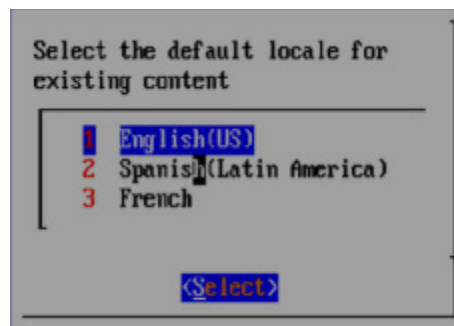 Select the default locale for
existing content
1 English(US)
2 Spanish(Latin America)
3 French
<Select>